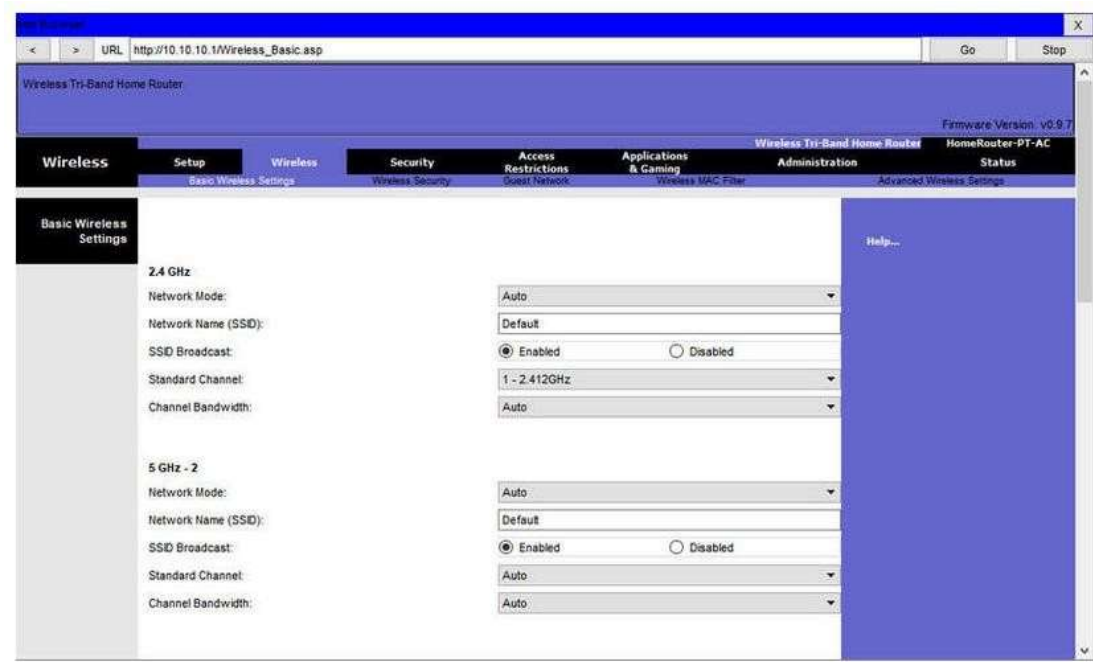 X
< > URL http://10.10.10.1/Wireless_Basic.asp Go Stop
Wireless Tri-Band Home Router
Firmware Version: v0.9.7
Wireless Tri-Band Home Router HomeRouter-PT-AC
Wireless Setup Wireless Security Access Restrictions Applications & Gaming Administration Status
Basic Wireless Settings Wireless Security Guest Network Wireless MAC Filter Advanced Wireless Settings
Basic Wireless
Settings
Help...
2.4 GHz
Network Mode: Auto
Network Name (SSID): Default
SSID Broadcast: Enabled Disabled
Standard Channel: 1 - 2.412GHz
Channel Bandwidth: Auto
5 GHz - 2
Network Mode: Auto
Network Name (SSID): Default
SSID Broadcast: Enabled Disabled
Standard Channel: Auto
Channel Bandwidth: Auto